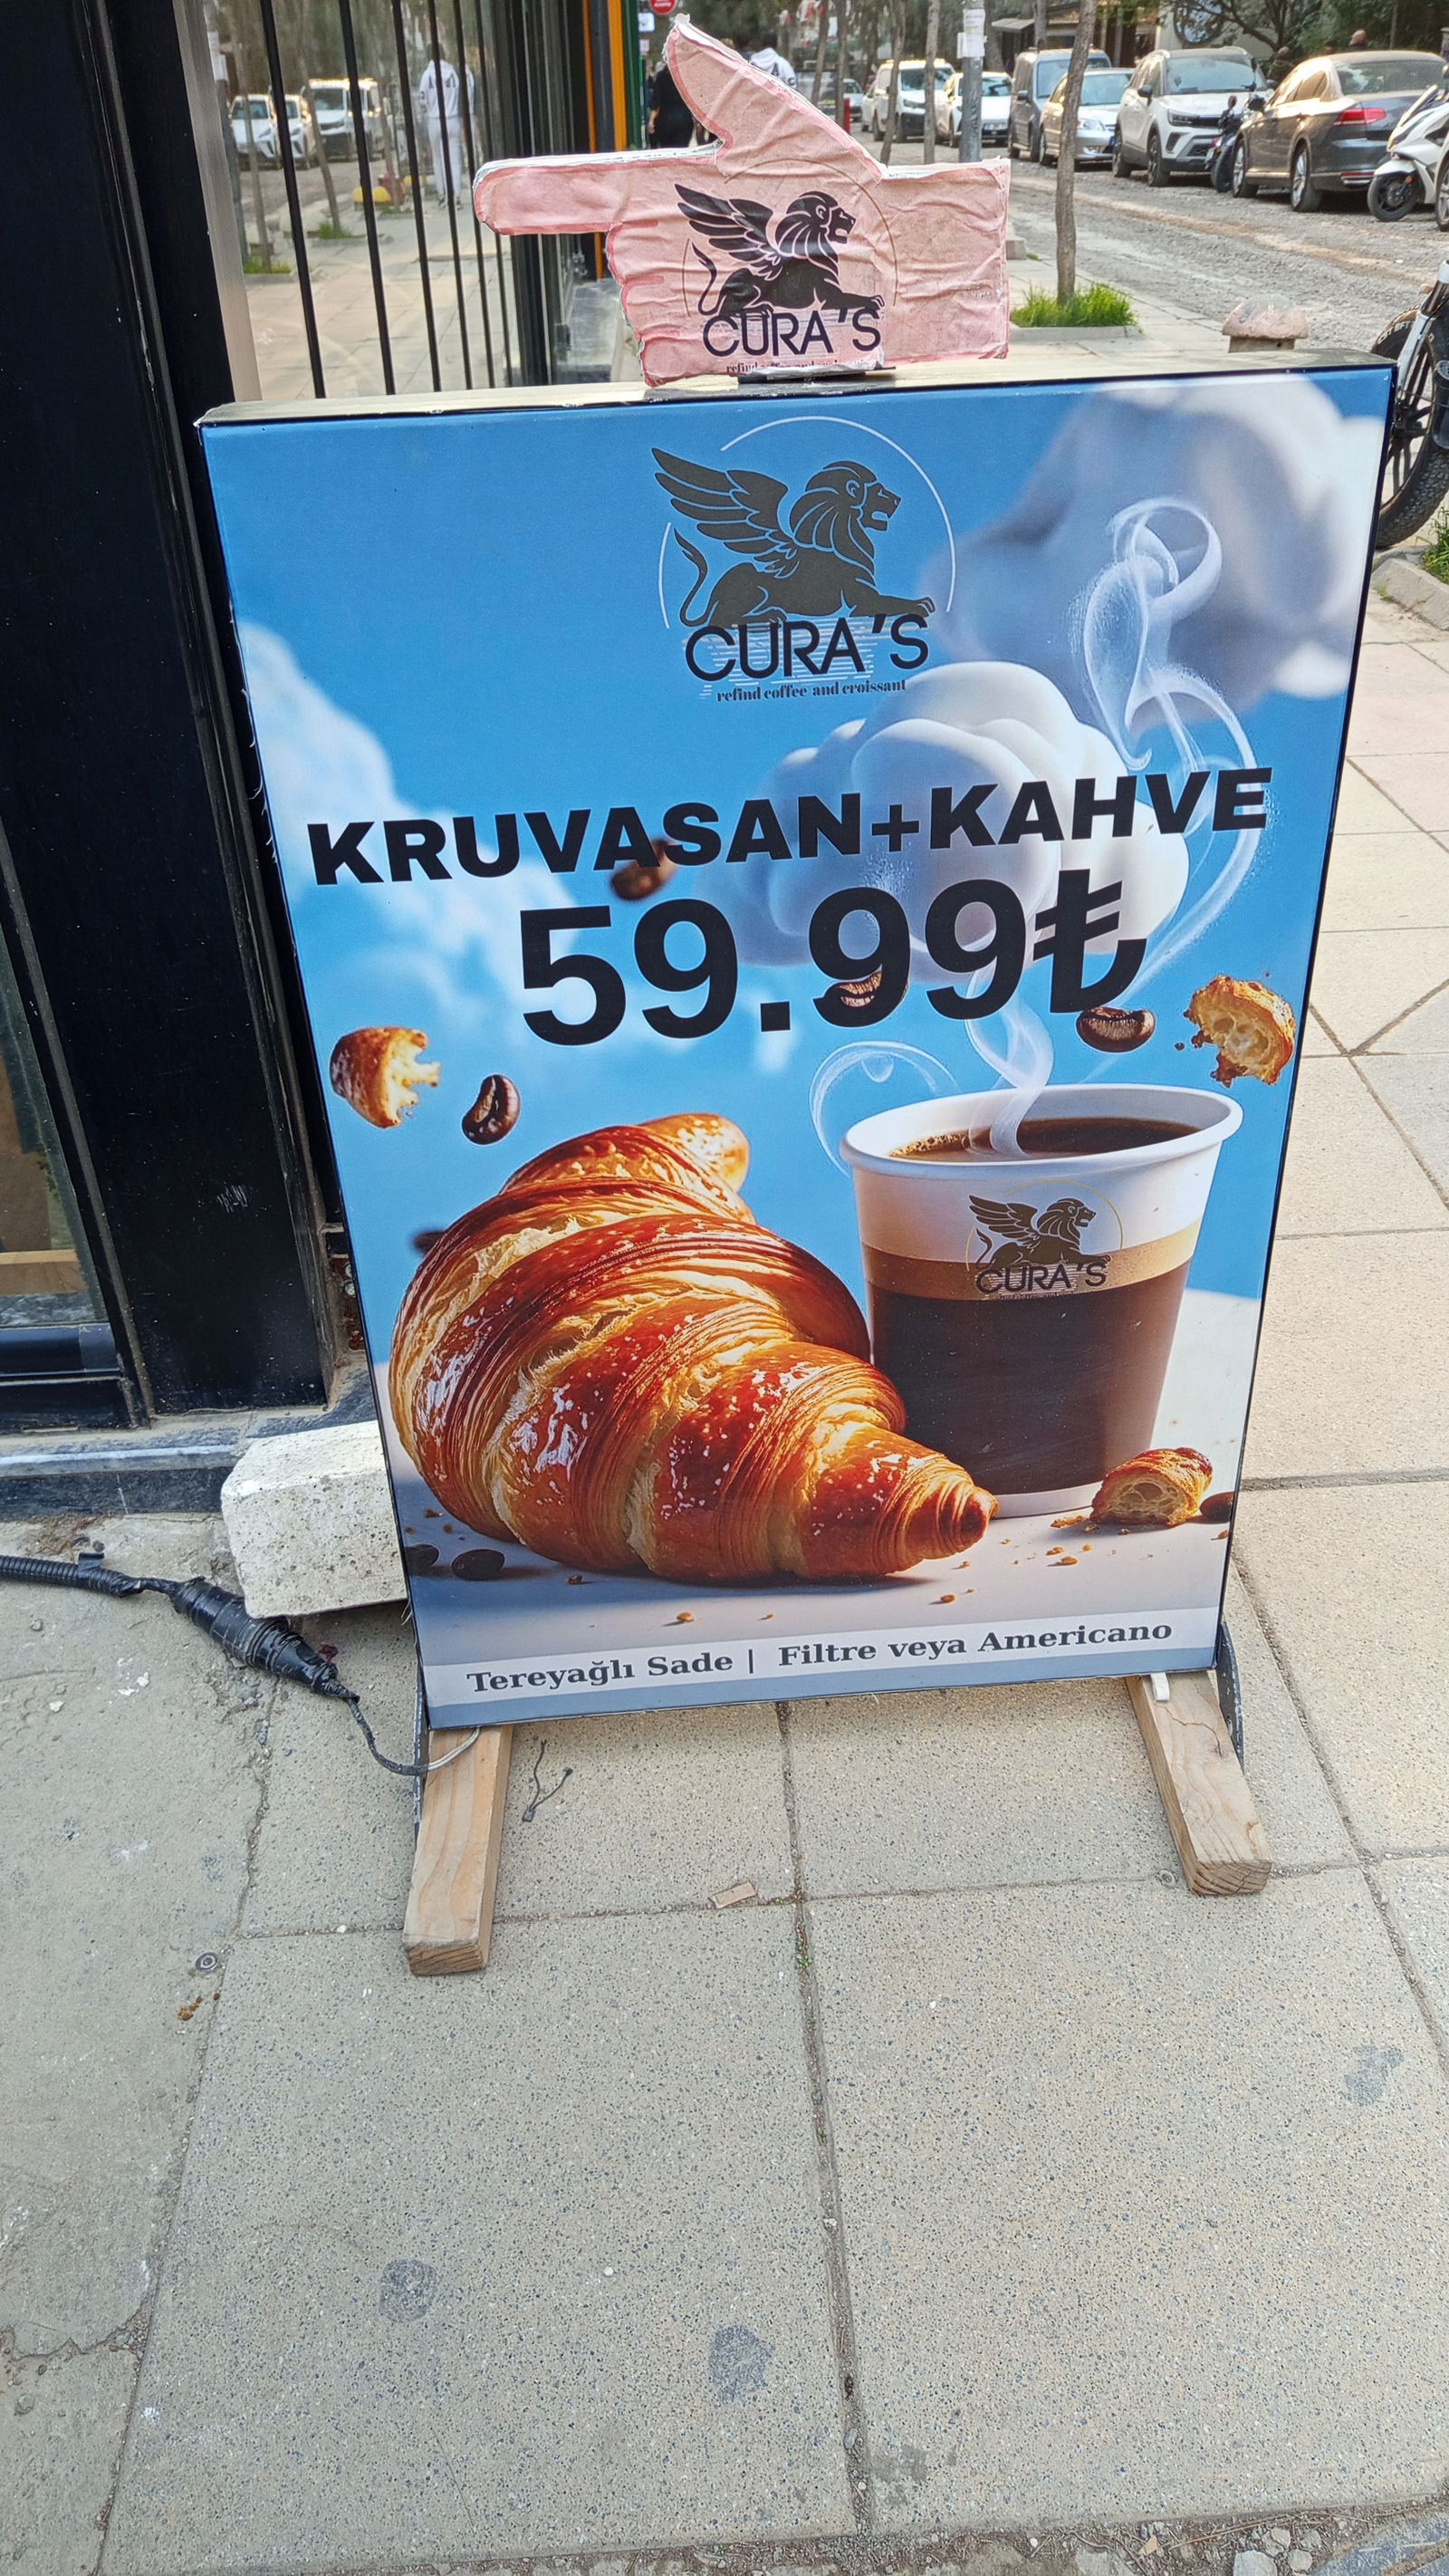 CURA'S
CURA'S
refind coffee and croissant
KRUVASAN+KAHVE
59.99₺
CURA'S
Tereyağlı Sade | Filtre veya Americano